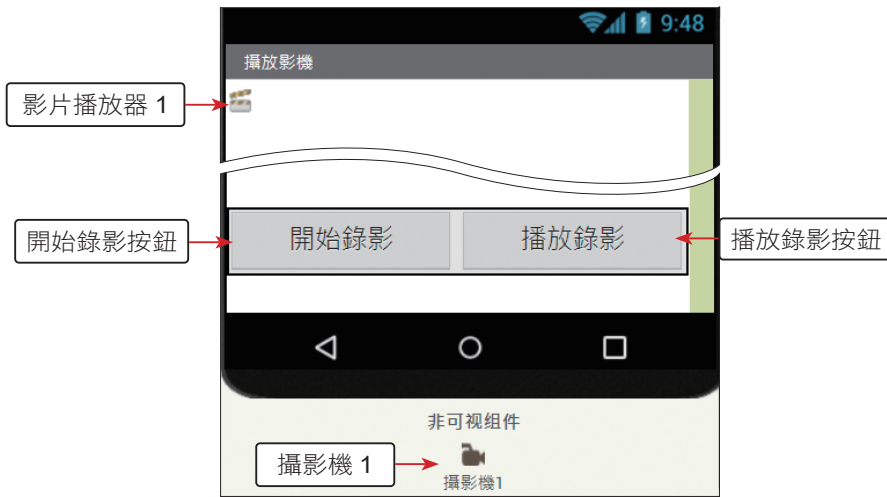 9:48
攝放影機
影片播放器 1
開始錄影按鈕
開始錄影
播放錄影
播放錄影按鈕
非可视组件
攝影機 1
攝影機1